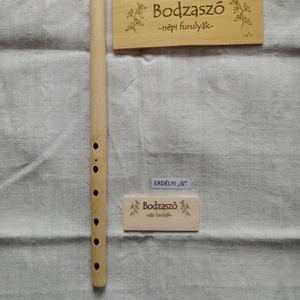 Bodzaszó
-népi furulyák-
ERDÉLYI „G"
Bodzaszó
-népi furulyák-